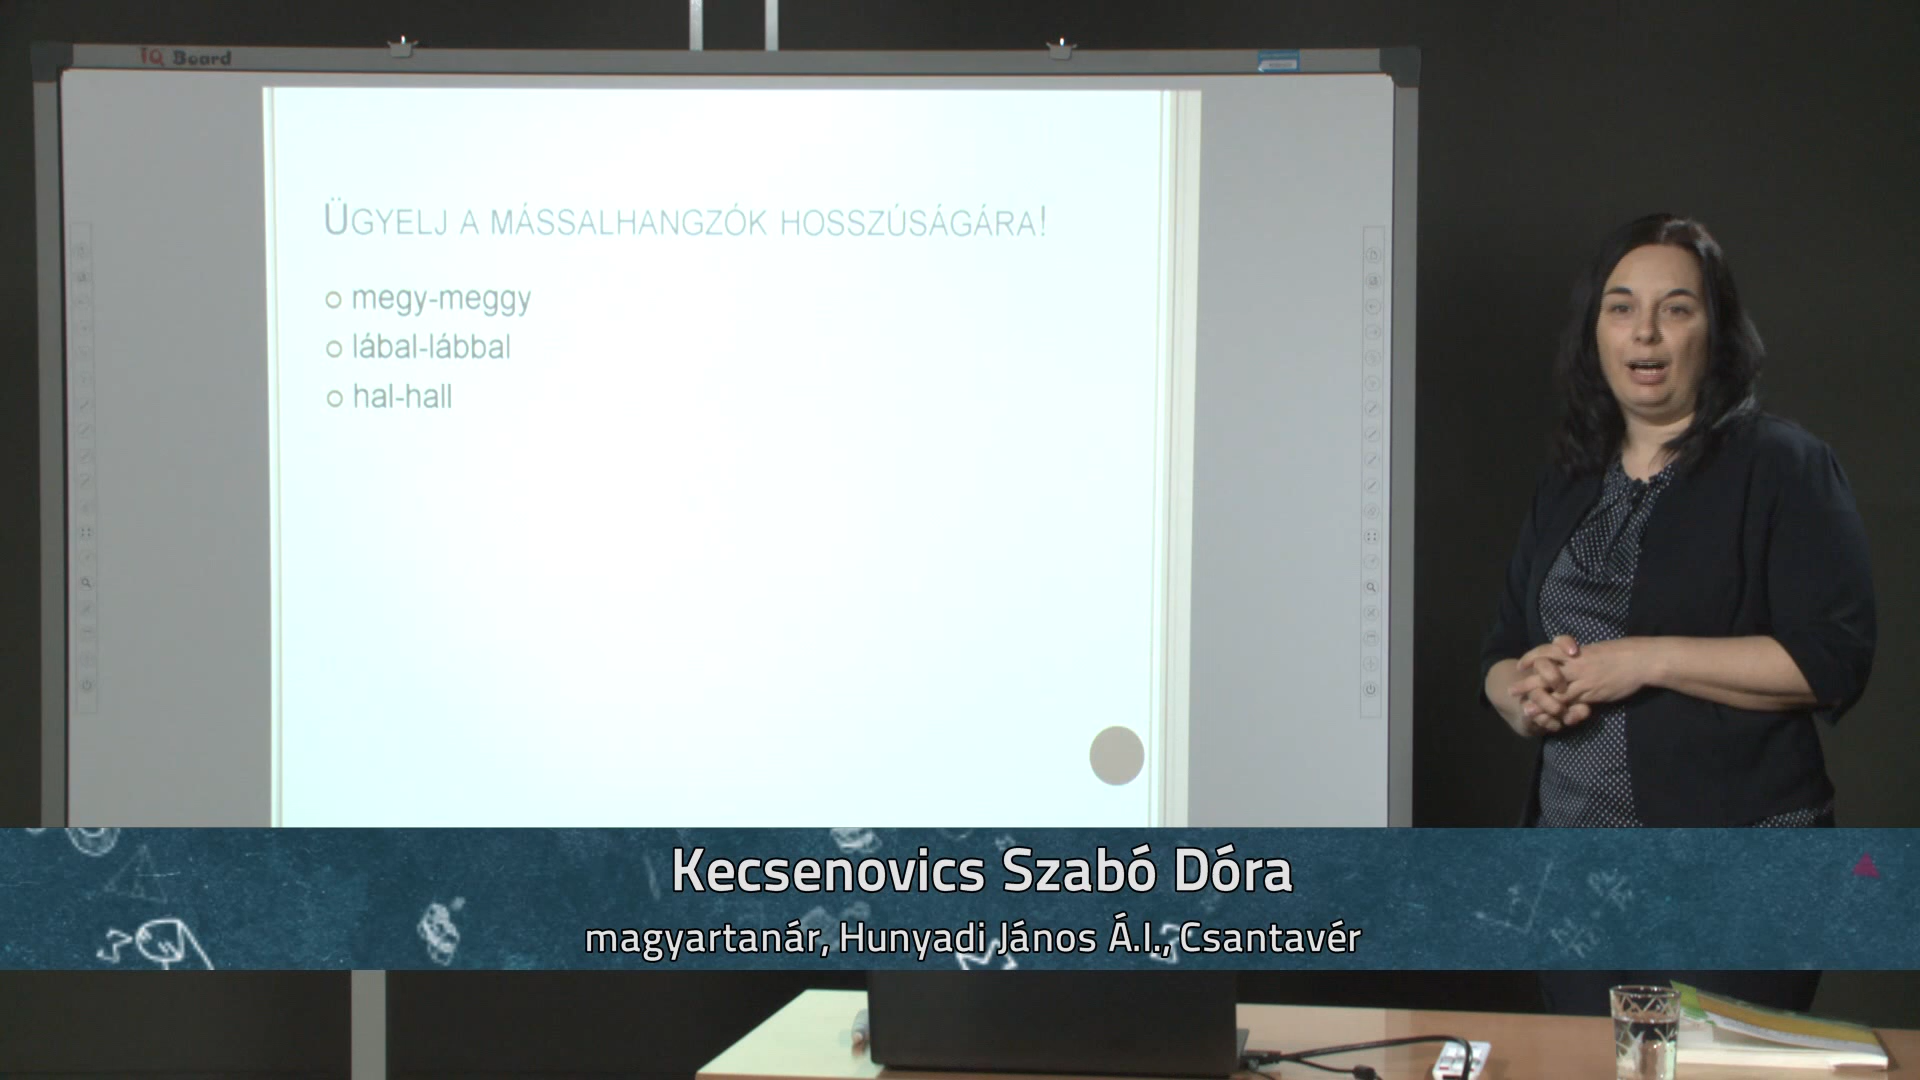 IQ Board
ÜGYELJ A MÁSSALHANGZÓK HOSSZÚSÁGÁRA!
megy-meggy
lábal-lábbal
hal-hall
Kecsenovics Szabó Dóra
magyartanár, Hunyadi János Á.I., Csantavér